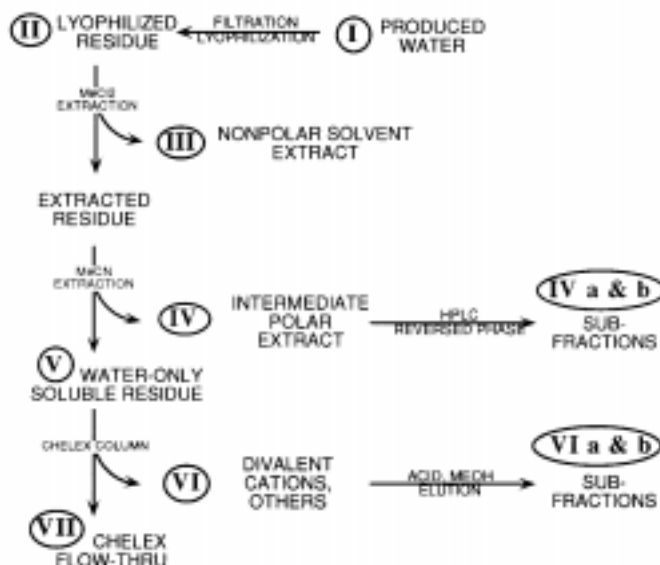 II LYOPHILIZED
RESIDUE
FILTRATION
LYOPHILIZATION
I PRODUCED
WATER
EXTRACTION
III NONPOLAR SOLVENT
EXTRACT
EXTRACTED
RESIDUE
MeCN
EXTRACTION
IV INTERMEDIATE
POLAR
EXTRACT
HPLC
REVERSED PHASE
IV a & b
SUB-
FRACTIONS
V WATER-ONLY
SOLUBLE RESIDUE
CHELEX COLUMN
VI DIVALENT
CATIONS,
OTHERS
ACID, MEOH
ELUTION
VI a & b
SUB-
FRACTIONS
VII CHELEX
FLOW-THRU